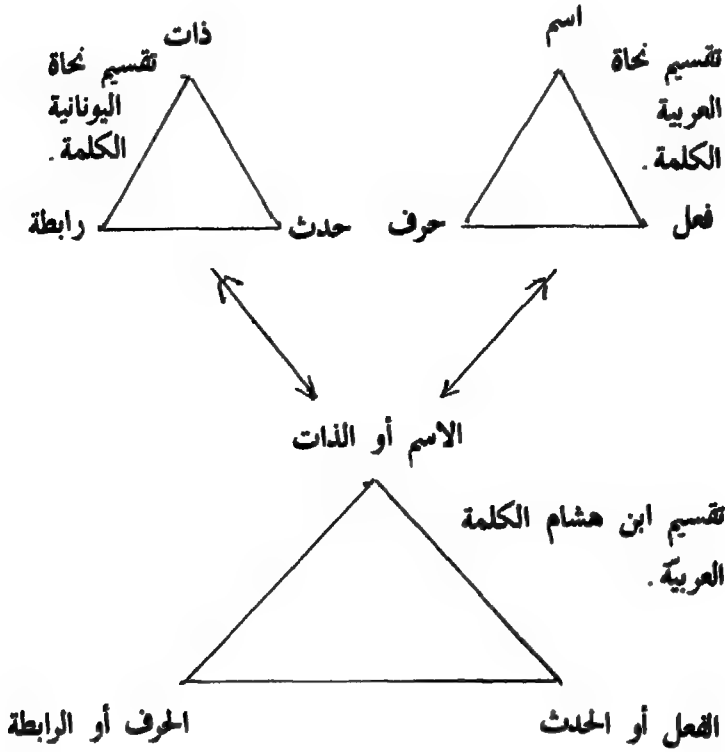 اسم
تقسيم نحاة
العربية
الكلمة .
فعل
حرف
ذات
تقسيم نحاة
اليونانية
الكلمة .
حدث
رابطة
الاسم أو الذات
تقسيم ابن هشام الكلمة
العربيّة .
الفعل أو الحدث
الحرف أو الرابطة